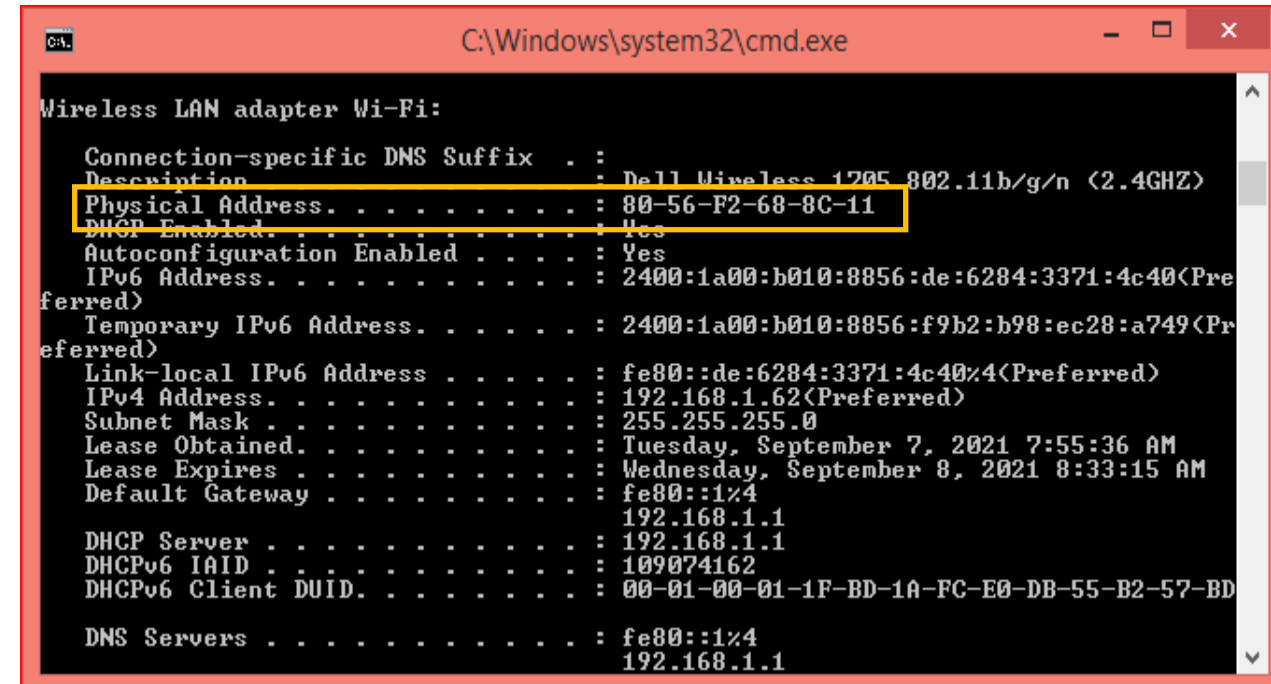 C:\Windows\system32\cmd.exe
Wireless LAN adapter Wi-Fi:
Connection-specific DNS Suffix . :
Description . . . . . . . . . . . : Dell Wireless 1705 802.11b/g/n (2.4GHZ)
Physical Address. . . . . . . . . : 80-56-F2-68-8C-11
DHCP Enabled. . . . . . . . . . . : Yes
Autoconfiguration Enabled . . . . : Yes
IPv6 Address. . . . . . . . . . . : 2400:1a00:b010:8856:de:6284:3371:4c40(Pre
ferred)
Temporary IPv6 Address. . . . . . : 2400:1a00:b010:8856:f9b2:b98:ec28:a749(Pr
eferred)
Link-local IPv6 Address . . . . . : fe80::de:6284:3371:4c40%4(Preferred)
IPv4 Address. . . . . . . . . . . : 192.168.1.62(Preferred)
Subnet Mask . . . . . . . . . . . : 255.255.255.0
Lease Obtained. . . . . . . . . . : Tuesday, September 7, 2021 7:55:36 AM
Lease Expires . . . . . . . . . . : Wednesday, September 8, 2021 8:33:15 AM
Default Gateway . . . . . . . . . : fe80::1%4
192.168.1.1
DHCP Server . . . . . . . . . . . : 192.168.1.1
DHCPv6 IAID . . . . . . . . . . . : 109074162
DHCPv6 Client DUID. . . . . . . . : 00-01-00-01-1F-BD-1A-FC-E0-DB-55-B2-57-BD
DNS Servers . . . . . . . . . . . : fe80::1%4
192.168.1.1